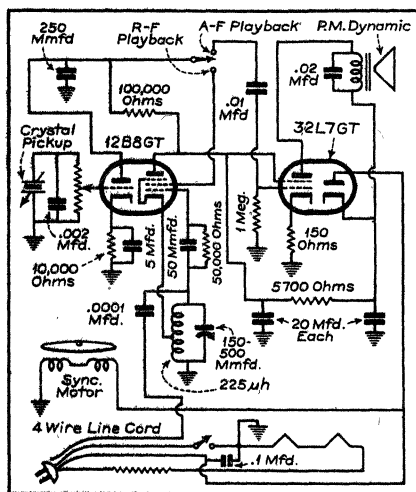 250
Mmfd
R-F
Playback
A-F Playback
P.M. Dynamic
.02
Mfd
100,000
Ohms
.01
Mfd
Crystal
Pickup
12B8GT
32L7GT
.002
Mfd.
10,000
Ohms
5 Mfd.
50 Mmfd.
50,000 Ohms
1 Meg.
150
Ohms
5700 Ohms
.0001
Mfd.
20 Mfd.
Each
150-
500
Mmfd.
225μh
Sync.
Motor
4 Wire Line Cord
.1 Mfd.